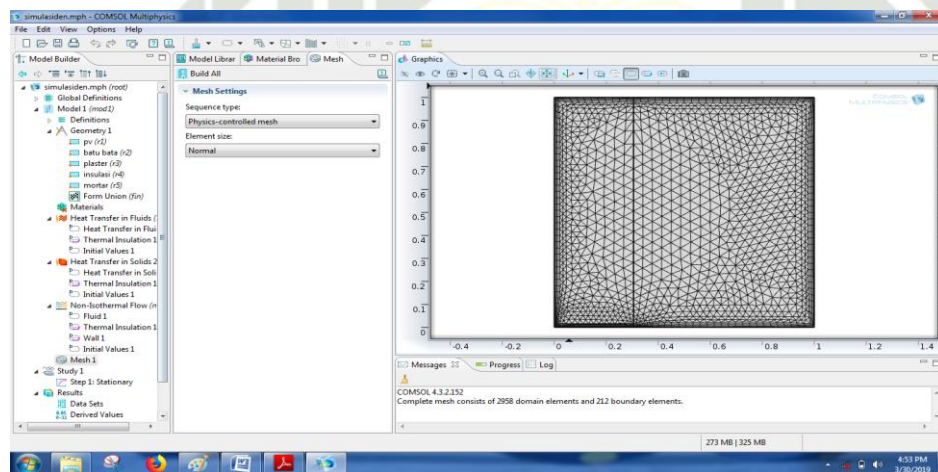 simulasiden.mph - COMSOL Multiphysics
File Edit View Options Help
Model Builder
simulasiden.mph (root)
Global Definitions
Model 1 (mod1)
Definitions
Geometry 1
pv (r1)
batu bata (r2)
plaster (r3)
insulasi (r4)
mortar (r5)
Form Union (fin)
Materials
Heat Transfer in Fluids (
Heat Transfer in Flui
Thermal Insulation 1
Initial Values 1
Heat Transfer in Solids 2
Heat Transfer in Soli
Thermal Insulation 1
Initial Values 1
Non-Isothermal Flow (n
Fluid 1
Thermal Insulation 1
Wall 1
Initial Values 1
Mesh 1
Study 1
Step 1: Stationary
Results
Data Sets
Derived Values
Model Librar Material Bro Mesh
Build All
Mesh Settings
Sequence type:
Physics-controlled mesh
Element size:
Normal
Graphics
COMSOL
MULTIPHYSICS
1
0.9
0.8
0.7
0.6
0.5
0.4
0.3
0.2
0.1
0
-0.4 -0.2 0 0.2 0.4 0.6 0.8 1 1.2 1.4
Messages Progress Log
COMSOL 4.3.2.152
Complete mesh consists of 2958 domain elements and 212 boundary elements.
273 MB | 325 MB
4:53 PM
3/30/2019